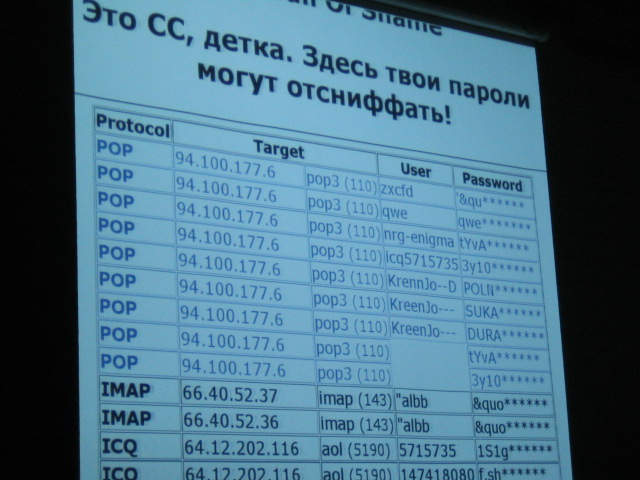 Of Shame
Это CC, детка. Здесь твои пароли
могут отсниффать!
Protocol Target User Password
POP 94.100.177.6 pop3 (110) zxcfd '&qu******
POP 94.100.177.6 pop3 (110) qwe qwe******
POP 94.100.177.6 pop3 (110) nrg-enigma tYvA******
POP 94.100.177.6 pop3 (110) icq5715735 3y10******
POP 94.100.177.6 pop3 (110) KrennJo--D POLN******
POP 94.100.177.6 pop3 (110) KreenJo--- SUKA******
POP 94.100.177.6 pop3 (110) KreenJo--- DURA******
POP 94.100.177.6 pop3 (110) tYvA******
POP 94.100.177.6 pop3 (110) 3y10******
IMAP 66.40.52.37 imap (143) "albb &quo******
IMAP 66.40.52.36 imap (143) "albb &quo******
ICQ 64.12.202.116 aol (5190) 5715735 1S1g******
ICQ 64.12.202.116 aol (5190) 147418080 f.sh******